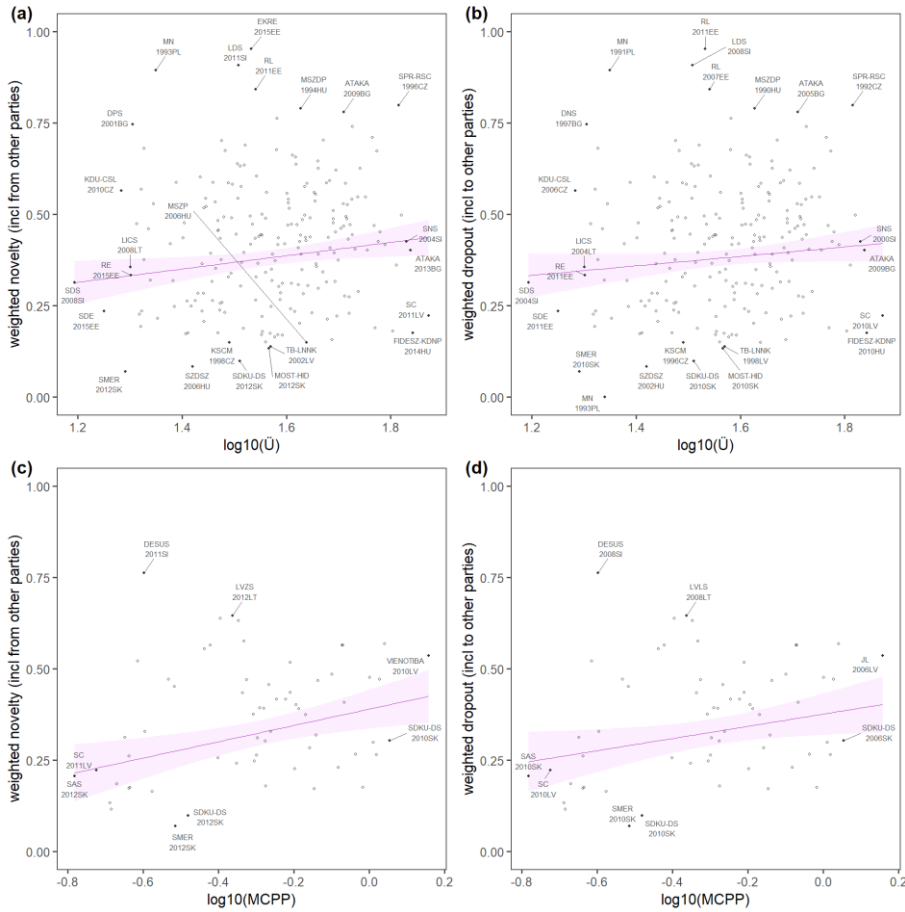 (a)
weighted novelty (incl from other parties)
1.00
0.75
0.50
0.25
0.00
EKRE
2015EE
MN
1993PL
LDS
2011SI
RL
2011EE
MSZDP
1994HU
ATAKA
2009BG
SPR-RSC
1996CZ
DPS
2001BG
KDU-CSL
2010CZ
MSZP
2006HU
LICS
2008LT
RE
2015EE
SNS
2004SI
ATAKA
2013BG
SDS
2008SI
SDE
2015EE
SC
2011LV
FIDESZ-KDNP
2014HU
KSCM
1998CZ
TB-LNNK
2002LV
SMER
2012SK
SZDSZ
2006HU
SDKU-DS
2012SK
MOST-HID
2012SK
1.2
1.4
1.6
1.8
log10(Ü)
(b)
weighted dropout (incl to other parties)
1.00
0.75
0.50
0.25
0.00
RL
2011EE
MN
1991PL
LDS
2008SI
RL
2007EE
MSZDP
1990HU
ATAKA
2005BG
SPR-RSC
1992CZ
DNS
1997BG
KDU-CSL
2006CZ
LICS
2004LT
RE
2011EE
SNS
2000SI
ATAKA
2009BG
SDS
2004SI
SDE
2011EE
SC
2010LV
FIDESZ-KDNP
2010HU
SMER
2010SK
KSCM
1996CZ
TB-LNNK
1998LV
SZDSZ
2002HU
SDKU-DS
2010SK
MOST-HID
2010SK
MN
1993PL
1.2
1.4
1.6
1.8
log10(Ü)
(c)
weighted novelty (incl from other parties)
1.00
0.75
0.50
0.25
0.00
DESUS
2011SI
LVZS
2012LT
VIENOTIBA
2010LV
SDKU-DS
2010SK
SC
2011LV
SAS
2012SK
SDKU-DS
2012SK
SMER
2012SK
-0.8
-0.6
-0.4
-0.2
0.0
0.2
log10(MCPP)
(d)
weighted dropout (incl to other parties)
1.00
0.75
0.50
0.25
0.00
DESUS
2008SI
LVLS
2008LT
JL
2006LV
SDKU-DS
2006SK
SAS
2010SK
SC
2010LV
SMER
2010SK
SDKU-DS
2010SK
-0.8
-0.6
-0.4
-0.2
0.0
0.2
log10(MCPP)